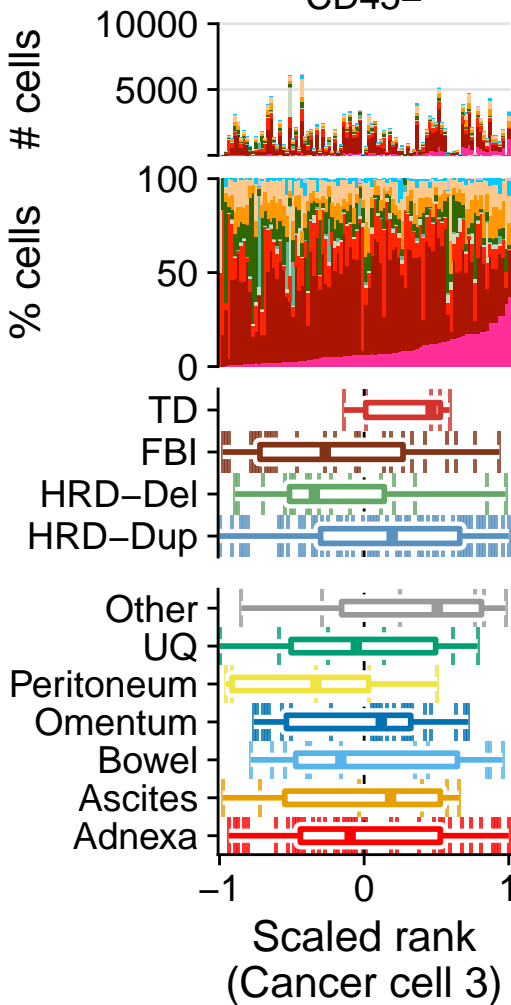 CD45−
10000
5000
# cells
100
50
0
% cells
TD
FBI
HRD−Del
HRD−Dup
Other
UQ
Peritoneum
Omentum
Bowel
Ascites
Adnexa
−1 0 1
Scaled rank
(Cancer cell 3)